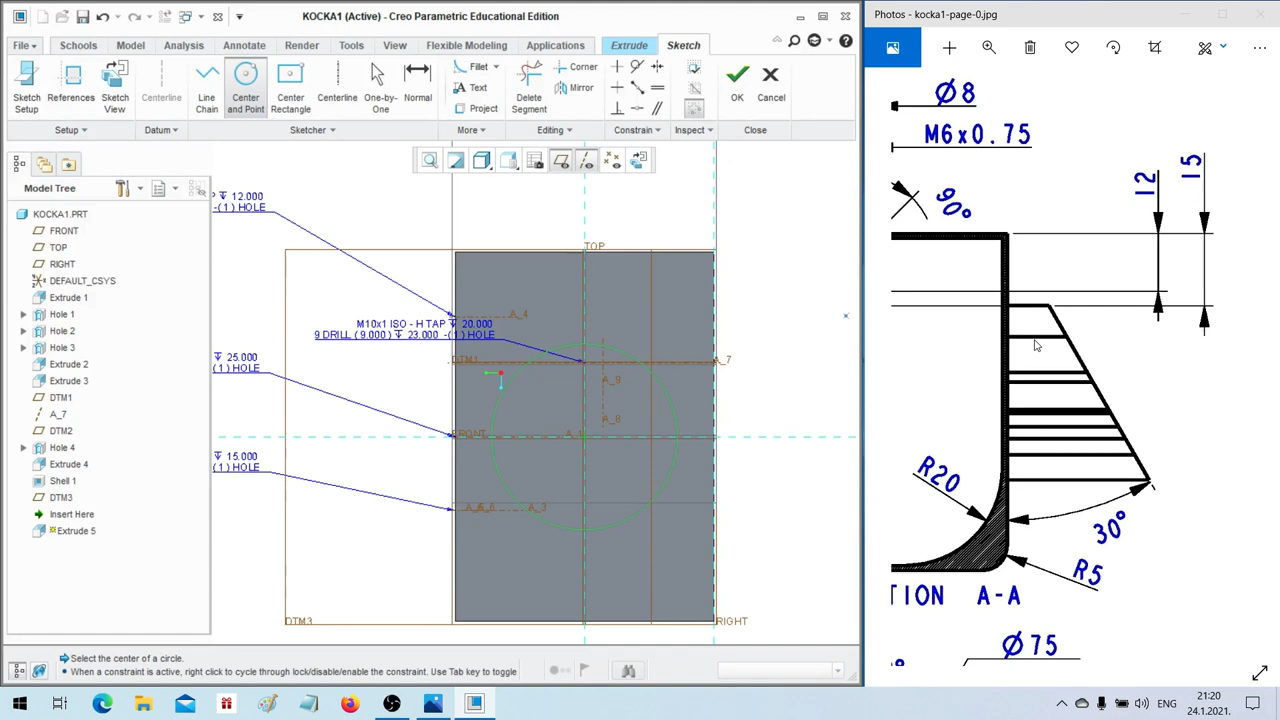 KOCKA1 (Active) - Creo Parametric Educational Edition
File Schools Model Analysis Annotate Render Tools View Flexible Modeling Applications Extrude Sketch
Sketch Setup
References
Sketch View
Centerline
Line Chain
Center and Point
Center Rectangle
Centerline
One-by-One
Normal
Fillet
Text
Project
Delete Segment
Corner
Mirror
OK
Cancel
Setup Datum Sketcher More Editing Constrain Inspect Close
Model Tree
KOCKA1.PRT
FRONT
TOP
RIGHT
DEFAULT_CSYS
Extrude 1
Hole 1
Hole 2
Hole 3
Extrude 2
Extrude 3
DTM1
A_7
DTM2
Hole 4
Extrude 4
Shell 1
DTM3
Insert Here
Extrude 5
12.000
-(1) HOLE
TOP
A_4
M10x1 ISO - H TAP ↧ 20.000
9 DRILL (9.000) ↧ 23.000 -(1) HOLE
25.000
(1) HOLE
DTM1
A_7
A_9
A_8
FRONT
15.000
(1) HOLE
A_3
DTM3
RIGHT
Select the center of a circle.
When a constraint is active, right click to cycle through lock/disable/enable the constraint. Use Tab key to toggle
Photos - kocka1-page-0.jpg
Ø8
M6x0.75
90°
12
15
R20
30°
R5
TION A-A
Ø75
ENG
21:20
24.1.2021.